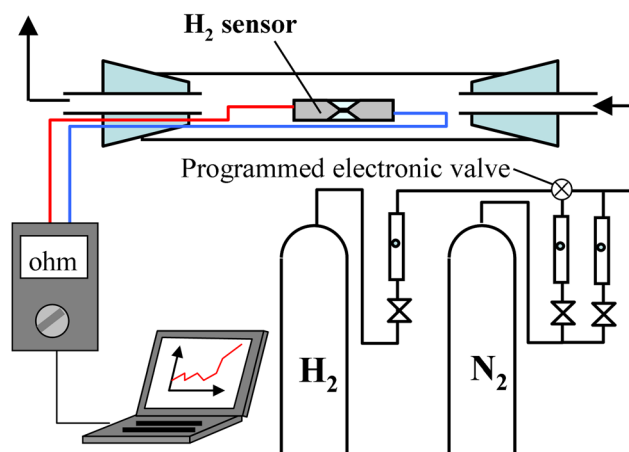 H₂ sensor
Programmed electronic valve
ohm
H₂
N₂